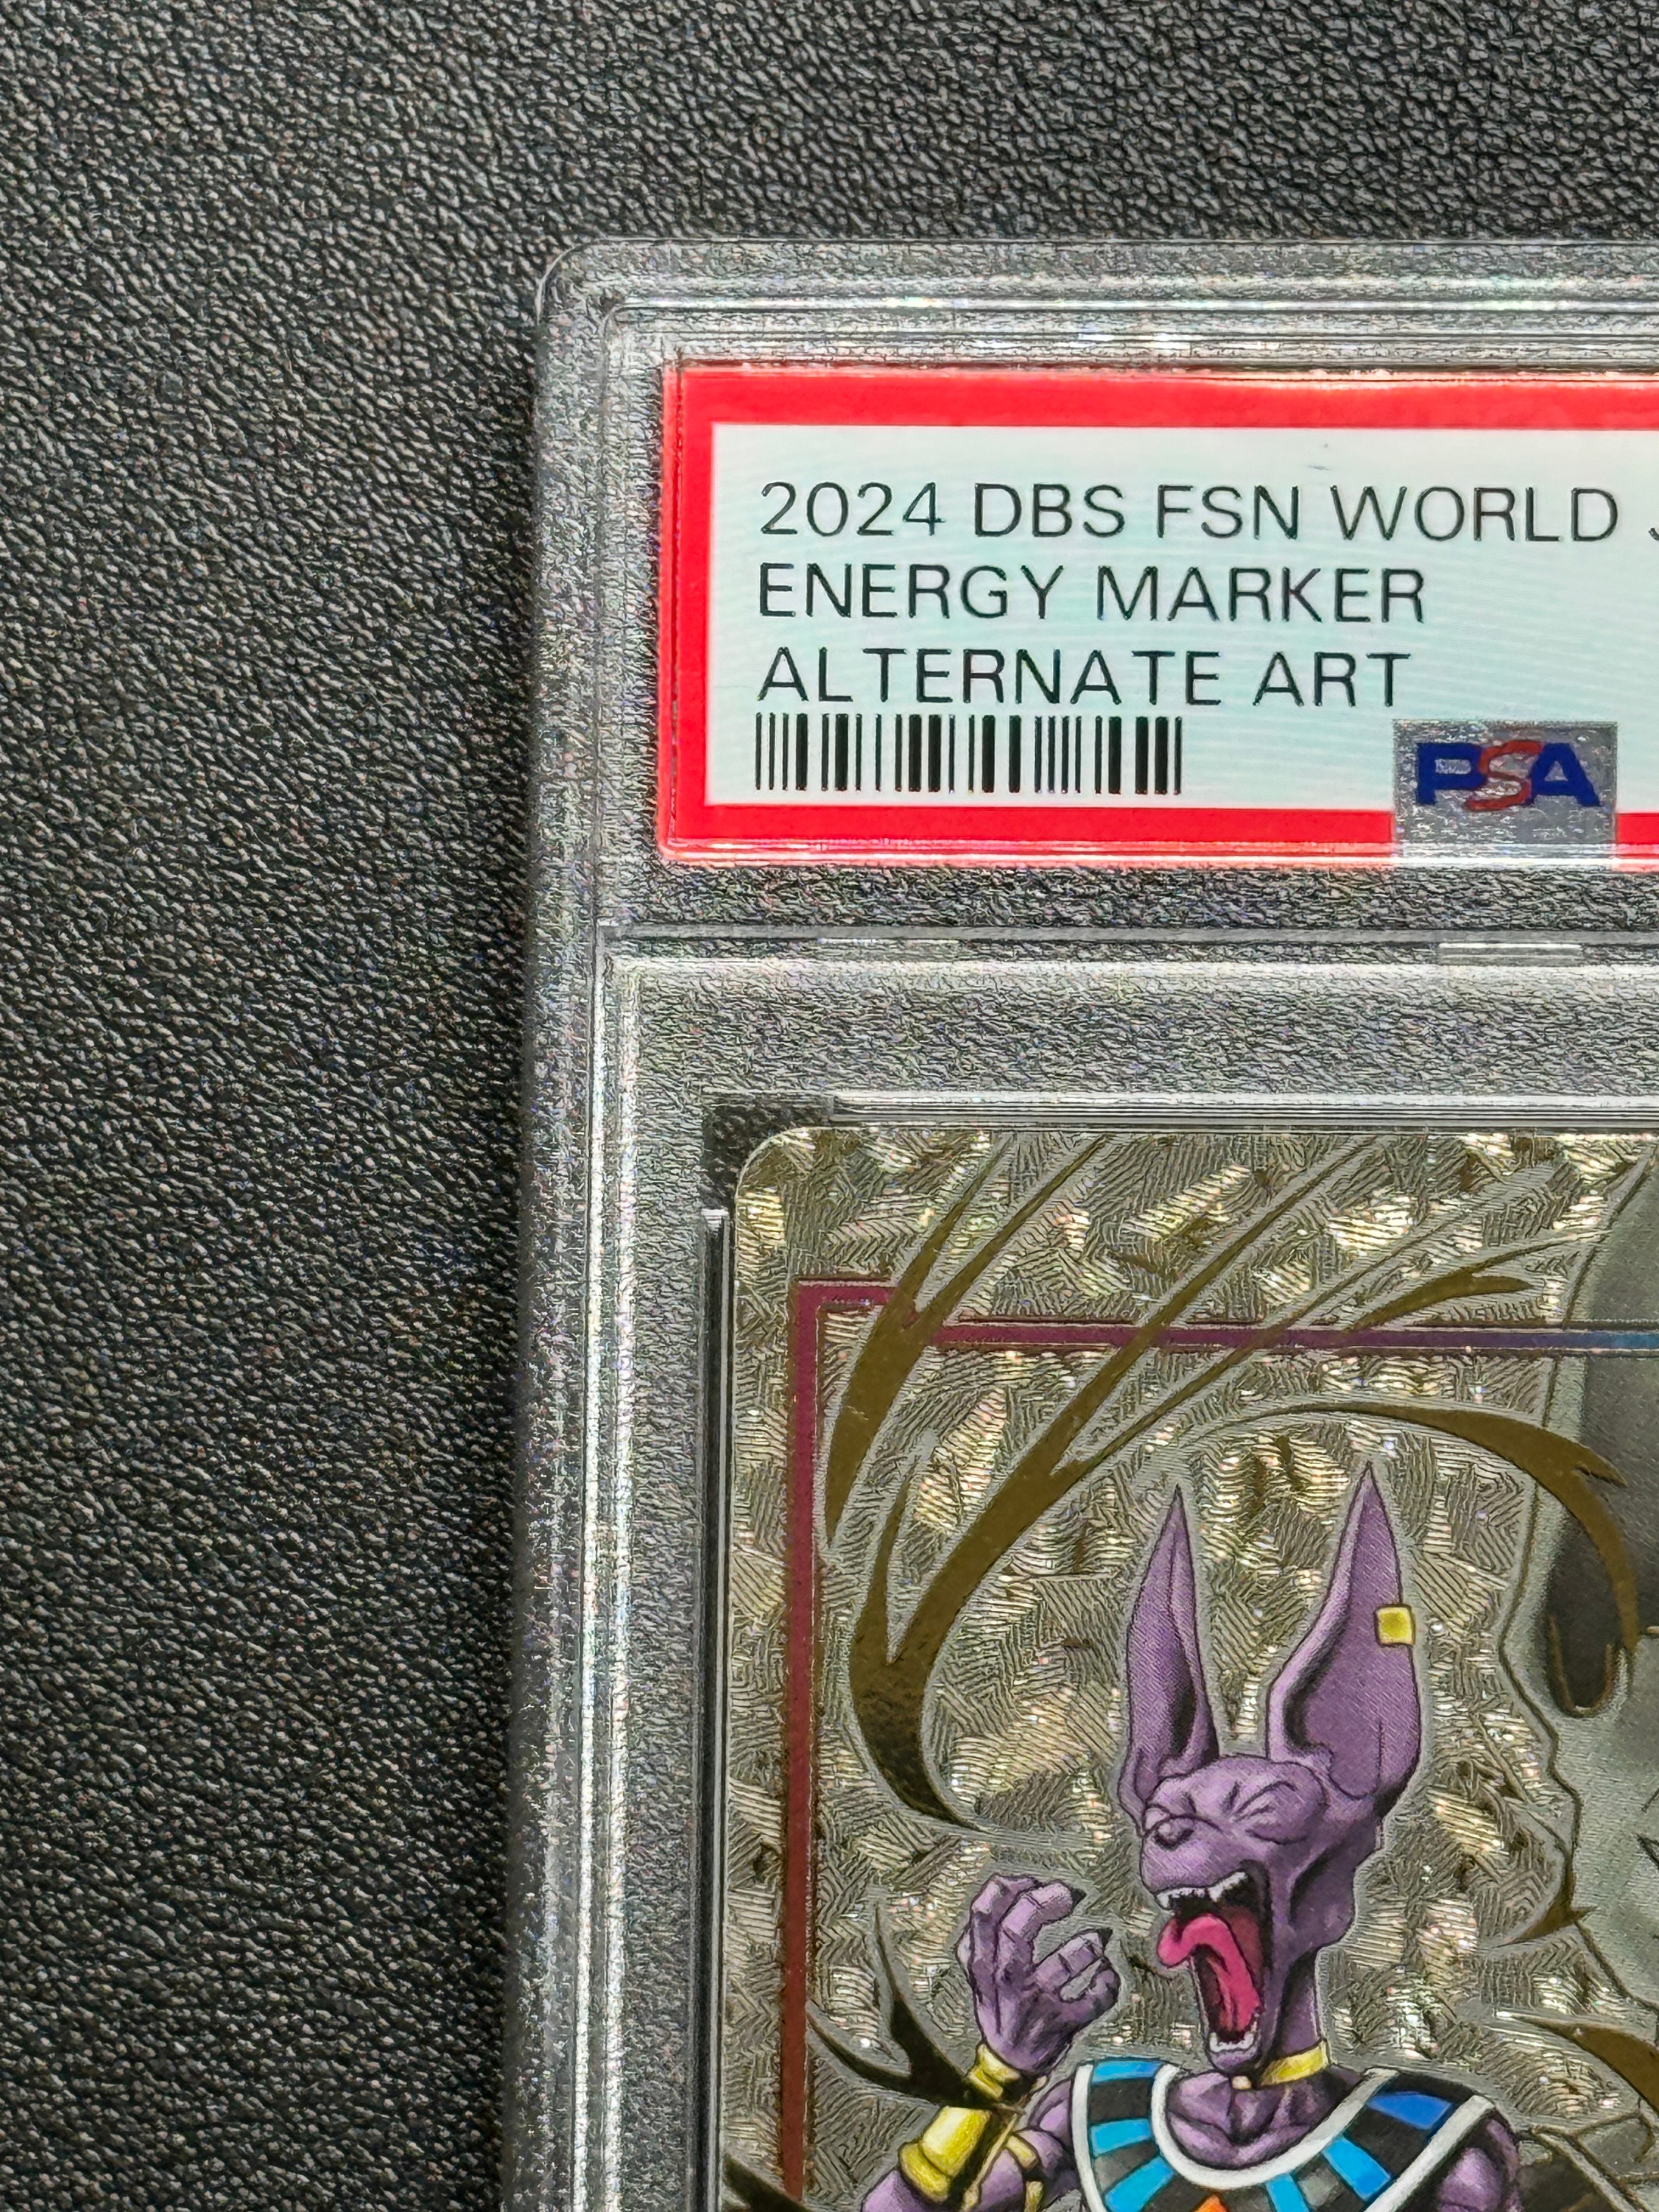 2024 DBS FSN WORLD
ENERGY MARKER
ALTERNATE ART
PSA